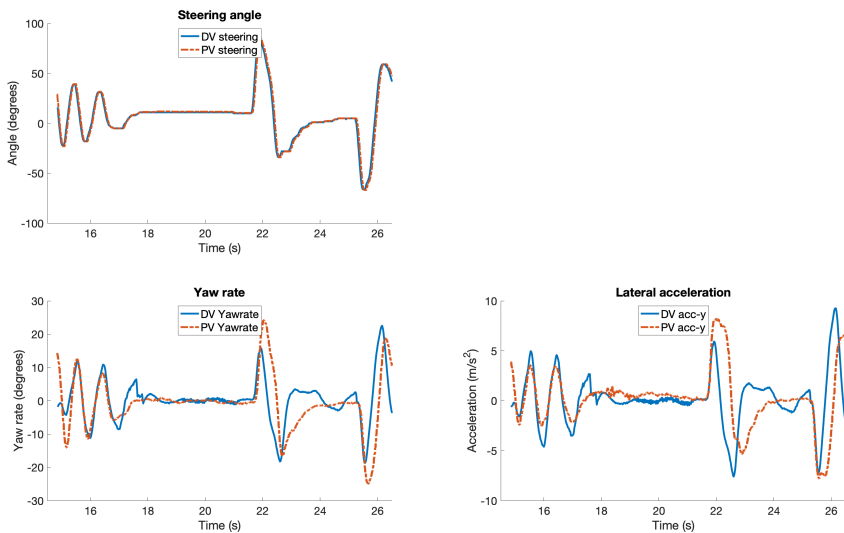 Steering angle
DV steering
PV steering
100
50
0
-50
-100
Angle (degrees)
16 18 20 22 24 26
Time (s)
Yaw rate
DV Yawrate
PV Yawrate
30
20
10
0
-10
-20
-30
Yaw rate (degrees)
16 18 20 22 24 26
Time (s)
Lateral acceleration
DV acc-y
PV acc-y
10
5
0
-5
-10
Acceleration (m/s²)
16 18 20 22 24 26
Time (s)